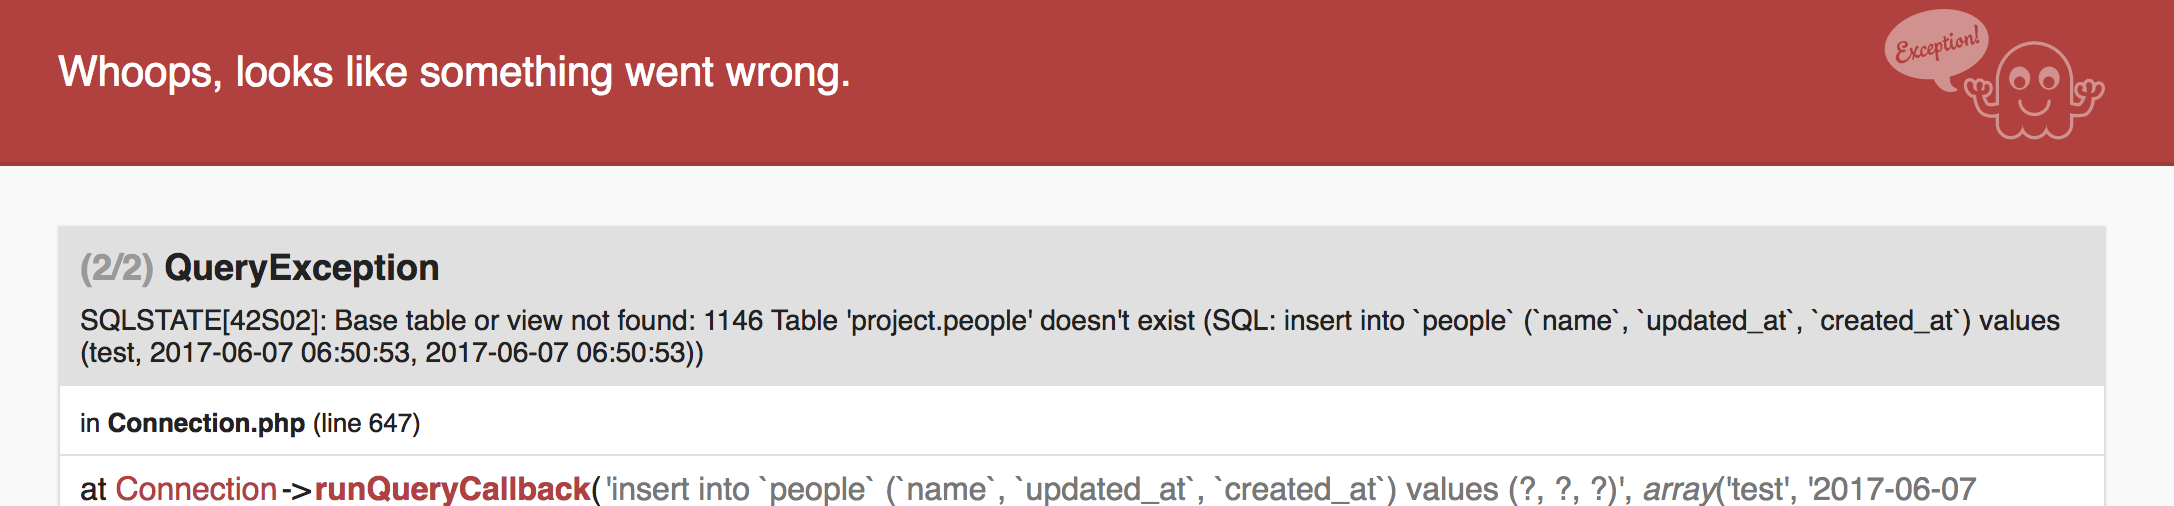 Whoops, looks like something went wrong.
Exception!
(2/2) QueryException
SQLSTATE[42S02]: Base table or view not found: 1146 Table 'project.people' doesn't exist (SQL: insert into `people` (`name`, `updated_at`, `created_at`) values
(test, 2017-06-07 06:50:53, 2017-06-07 06:50:53))
in Connection.php (line 647)
at Connection->runQueryCallback('insert into `people` (`name`, `updated_at`, `created_at`) values (?, ?, ?)', array('test', '2017-06-07